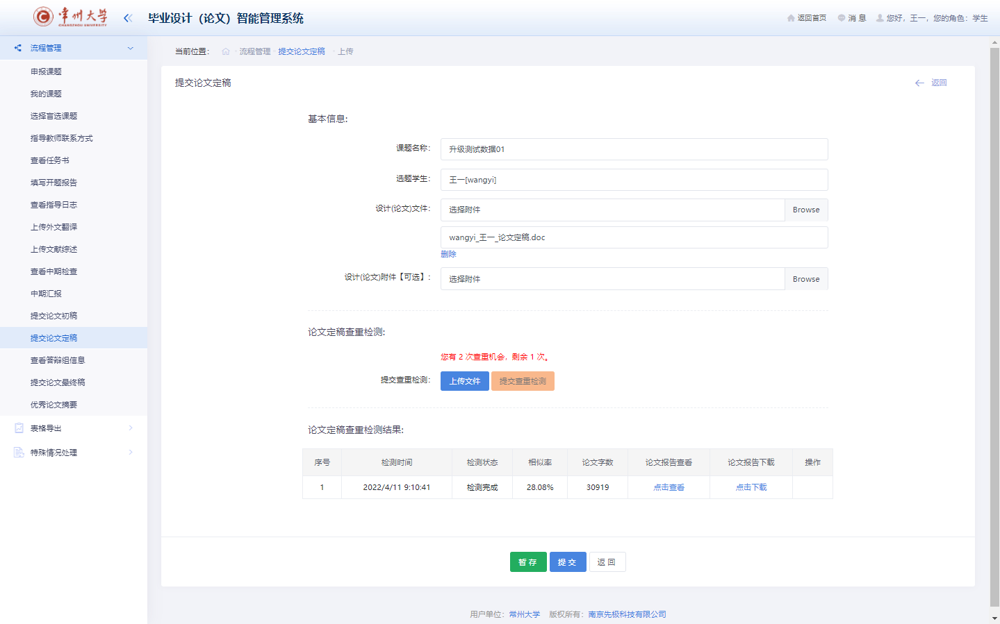 常州大学
CHANGZHOU UNIVERSITY
毕业设计（论文）智能管理系统
返回首页 消 息 您好，王一，您的角色：学生
流程管理
申报课题
我的课题
选择盲选课题
指导教师联系方式
查看任务书
填写开题报告
查看指导日志
上传外文翻译
上传文献综述
查看中期检查
中期汇报
提交论文初稿
提交论文定稿
查看答辩组信息
提交论文最终稿
优秀论文摘要
表格导出
特殊情况处理
当前位置： 流程管理 提交论文定稿 上传
提交论文定稿 返回
基本信息:
课题名称： 升级测试数据01
选题学生： 王一[wangyi]
设计(论文)文件： 选择附件 Browse
wangyi_王一_论文定稿.doc
删除
设计(论文)附件【可选】： 选择附件 Browse
论文定稿查重检测:
您有 2 次查重机会，剩余 1 次。
提交查重检测： 上传文件 提交查重检测
论文定稿查重检测结果:
序号 检测时间 检测状态 相似率 论文字数 论文报告查看 论文报告下载 操作
1 2022/4/11 9:10:41 检测完成 28.08% 30919 点击查看 点击下载
暂 存 提 交 返 回
用户单位：常州大学 版权所有：南京先极科技有限公司